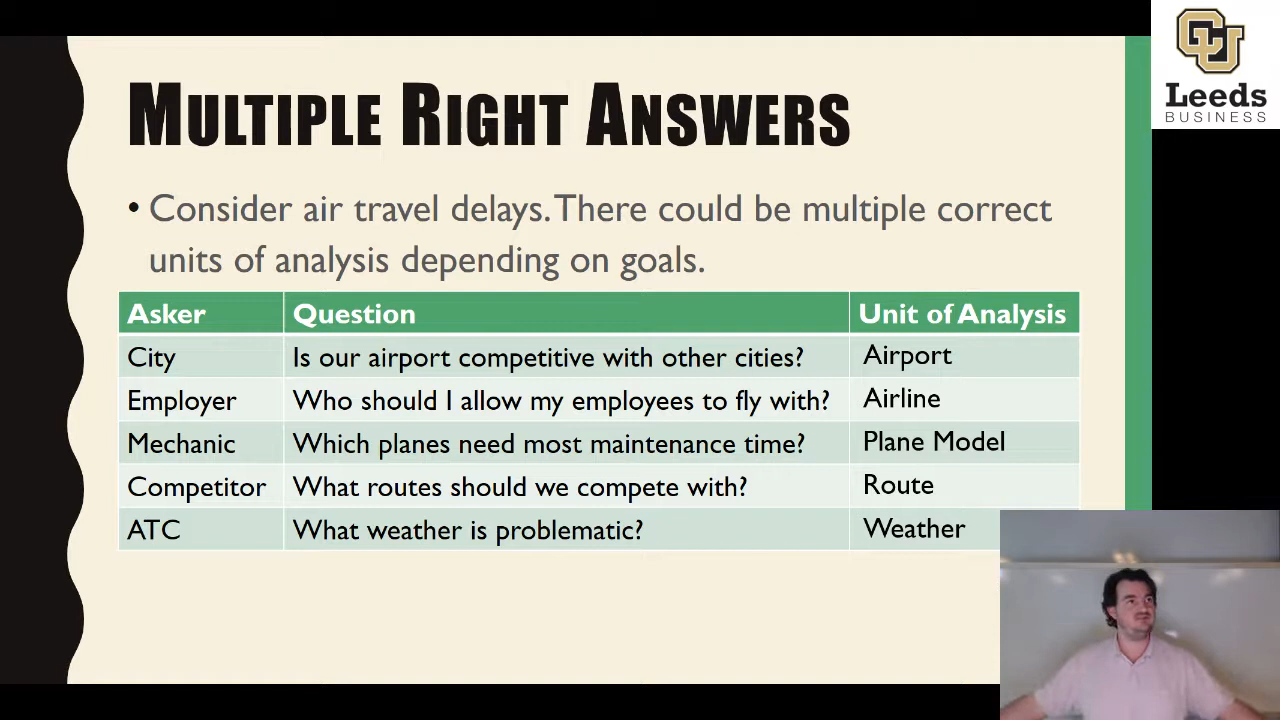 CU
Leeds
BUSINESS
MULTIPLE RIGHT ANSWERS
• Consider air travel delays. There could be multiple correct
units of analysis depending on goals.
Asker Question Unit of Analysis
City Is our airport competitive with other cities? Airport
Employer Who should I allow my employees to fly with? Airline
Mechanic Which planes need most maintenance time? Plane Model
Competitor What routes should we compete with? Route
ATC What weather is problematic? Weather